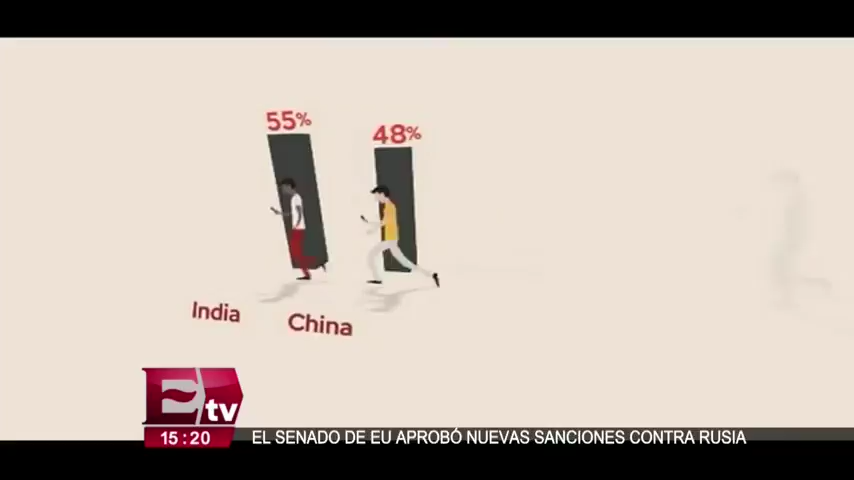 55%
48%
India
China
Etv
15:20
EL SENADO DE EU APROBÓ NUEVAS SANCIONES CONTRA RUSIA